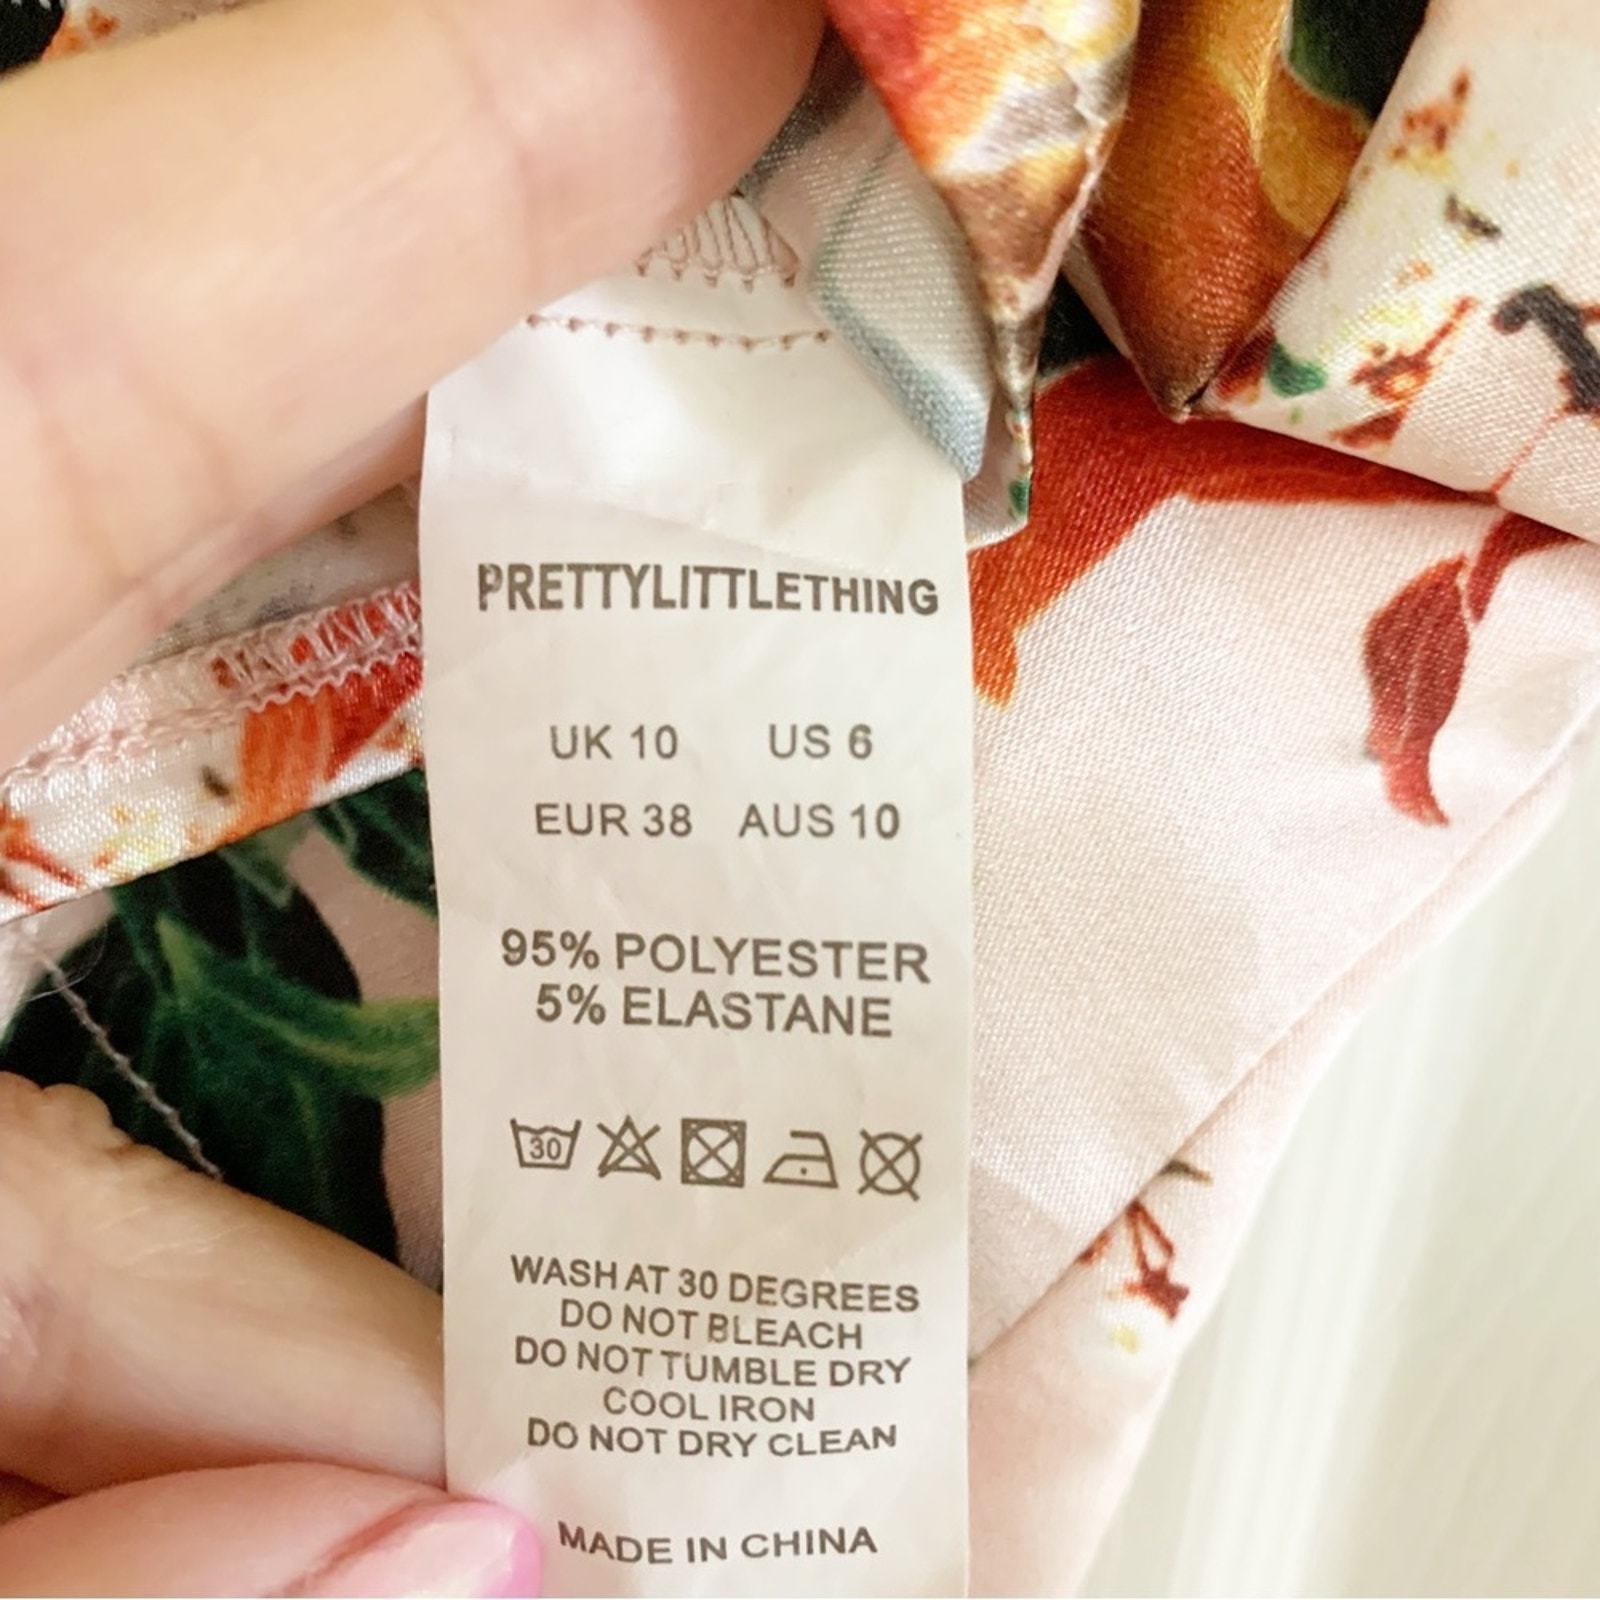 PRETTYLITTLETHING
UK 10 US 6
EUR 38 AUS 10
95% POLYESTER
5% ELASTANE
30
WASH AT 30 DEGREES
DO NOT BLEACH
DO NOT TUMBLE DRY
COOL IRON
DO NOT DRY CLEAN
MADE IN CHINA